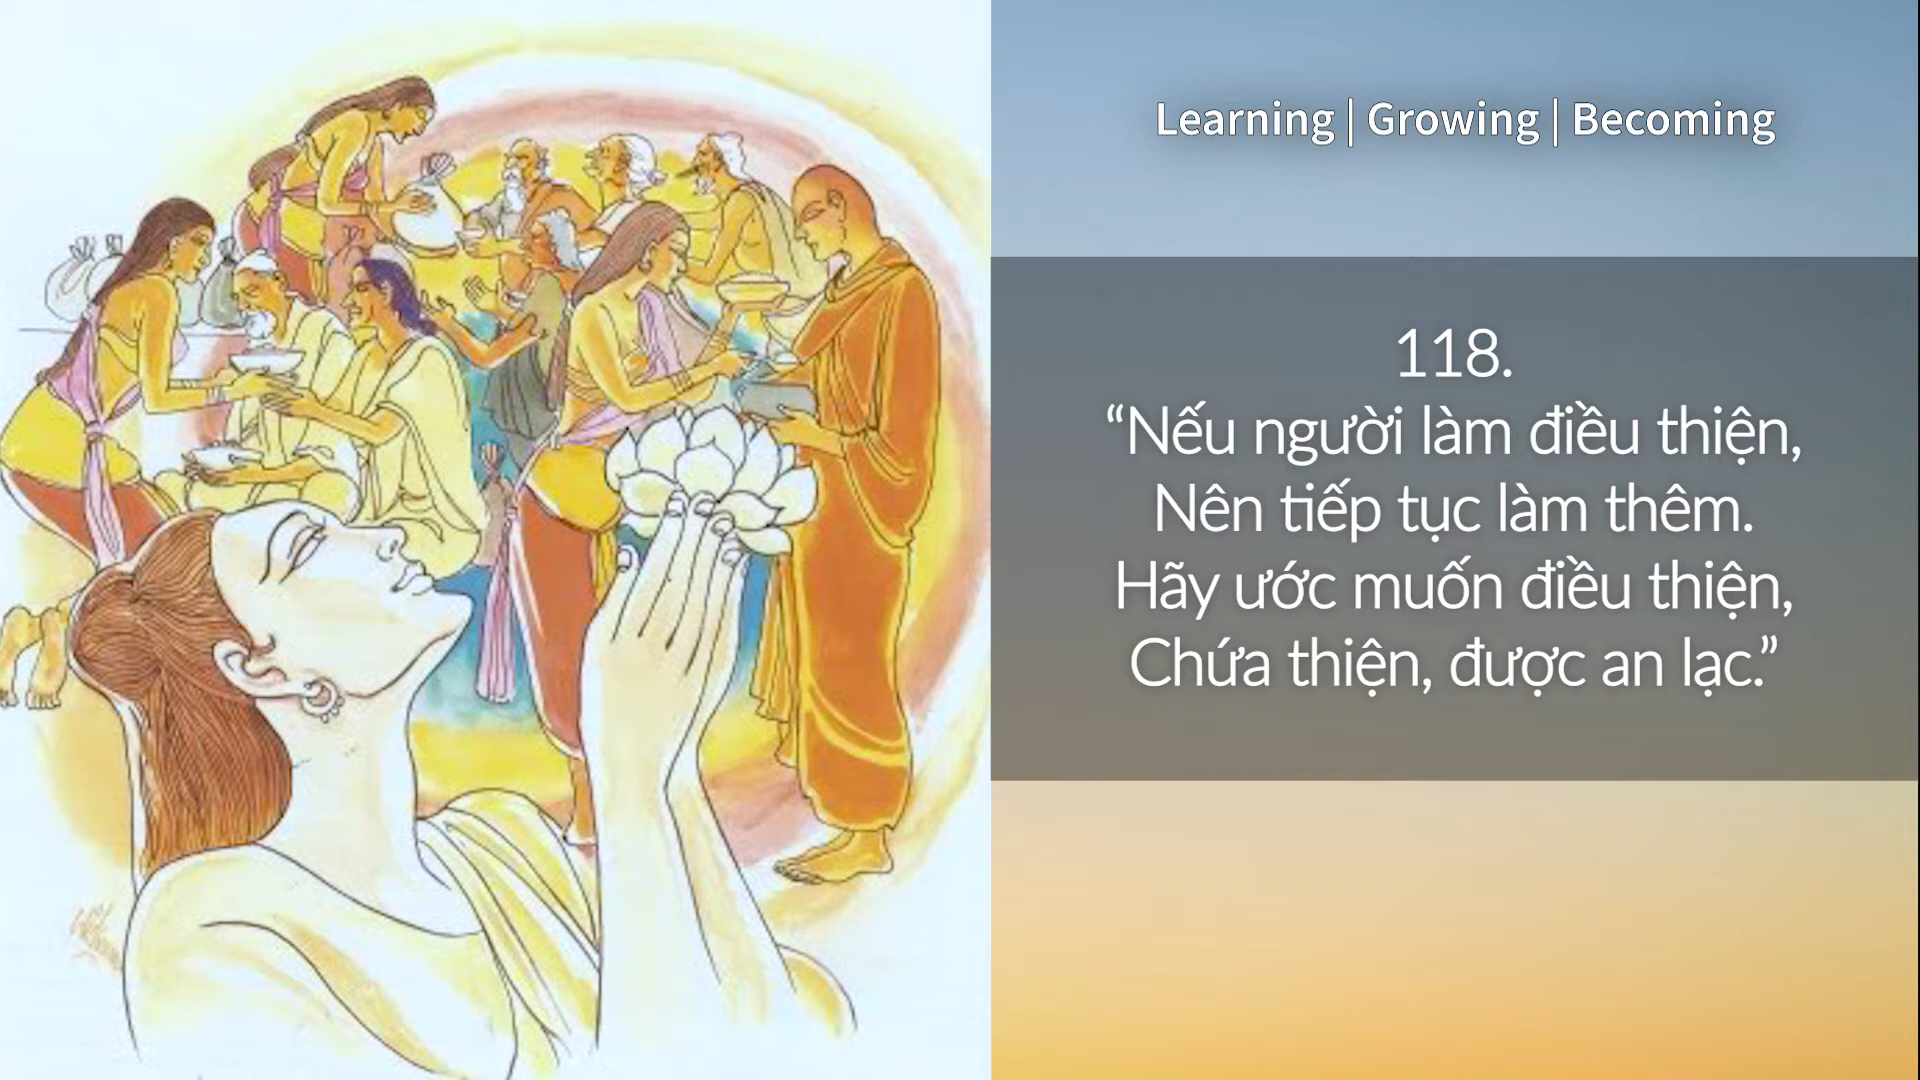 Learning | Growing | Becoming
118.
“Nếu người làm điều thiện,
Nên tiếp tục làm thêm.
Hãy ước muốn điều thiện,
Chứa thiện, được an lạc.”